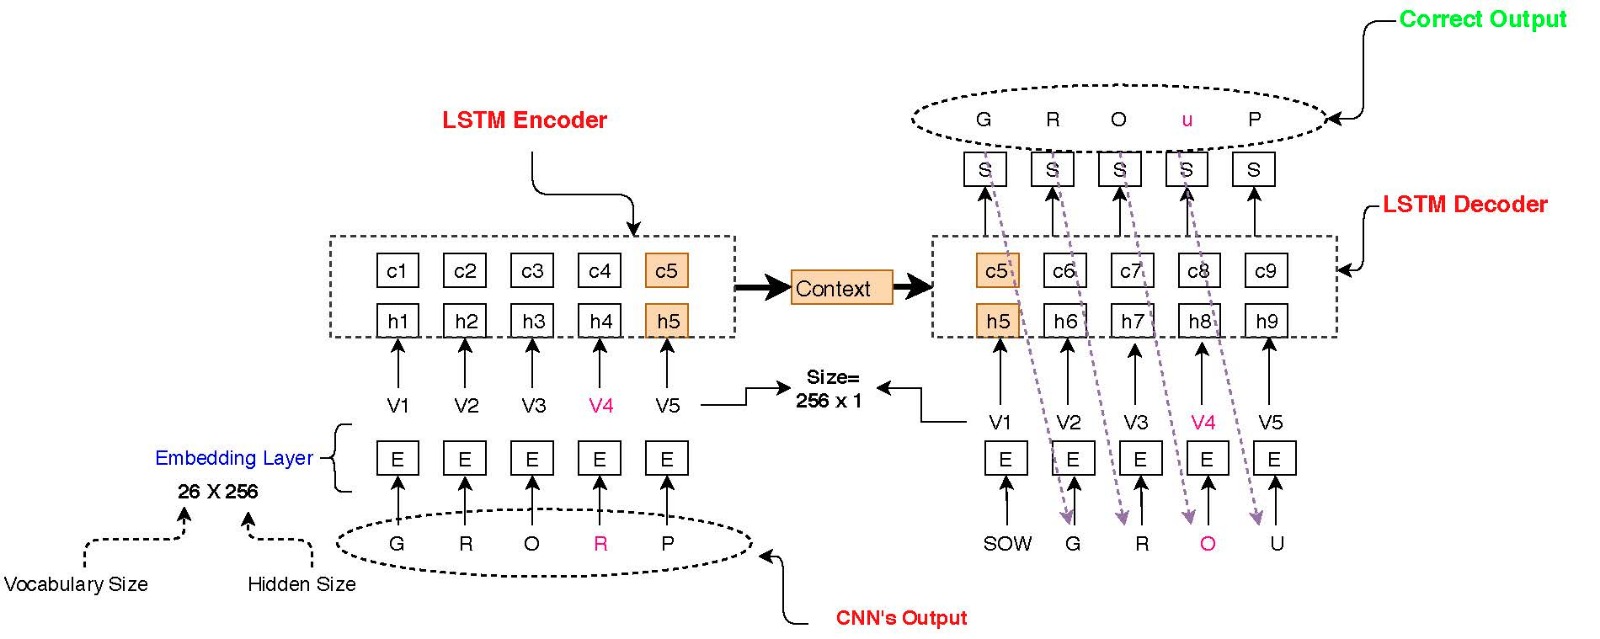 Correct Output
LSTM Encoder
G R O u P
S S S S S
LSTM Decoder
c1 c2 c3 c4 c5
Context
c5 c6 c7 c8 c9
h1 h2 h3 h4 h5
h5 h6 h7 h8 h9
Size=
256 x 1
V1 V2 V3 V4 V5
V1 V2 V3 V4 V5
Embedding Layer
26 X 256
E E E E E
E E E E E
G R O R P
SOW G R O U
Vocabulary Size
Hidden Size
CNN's Output